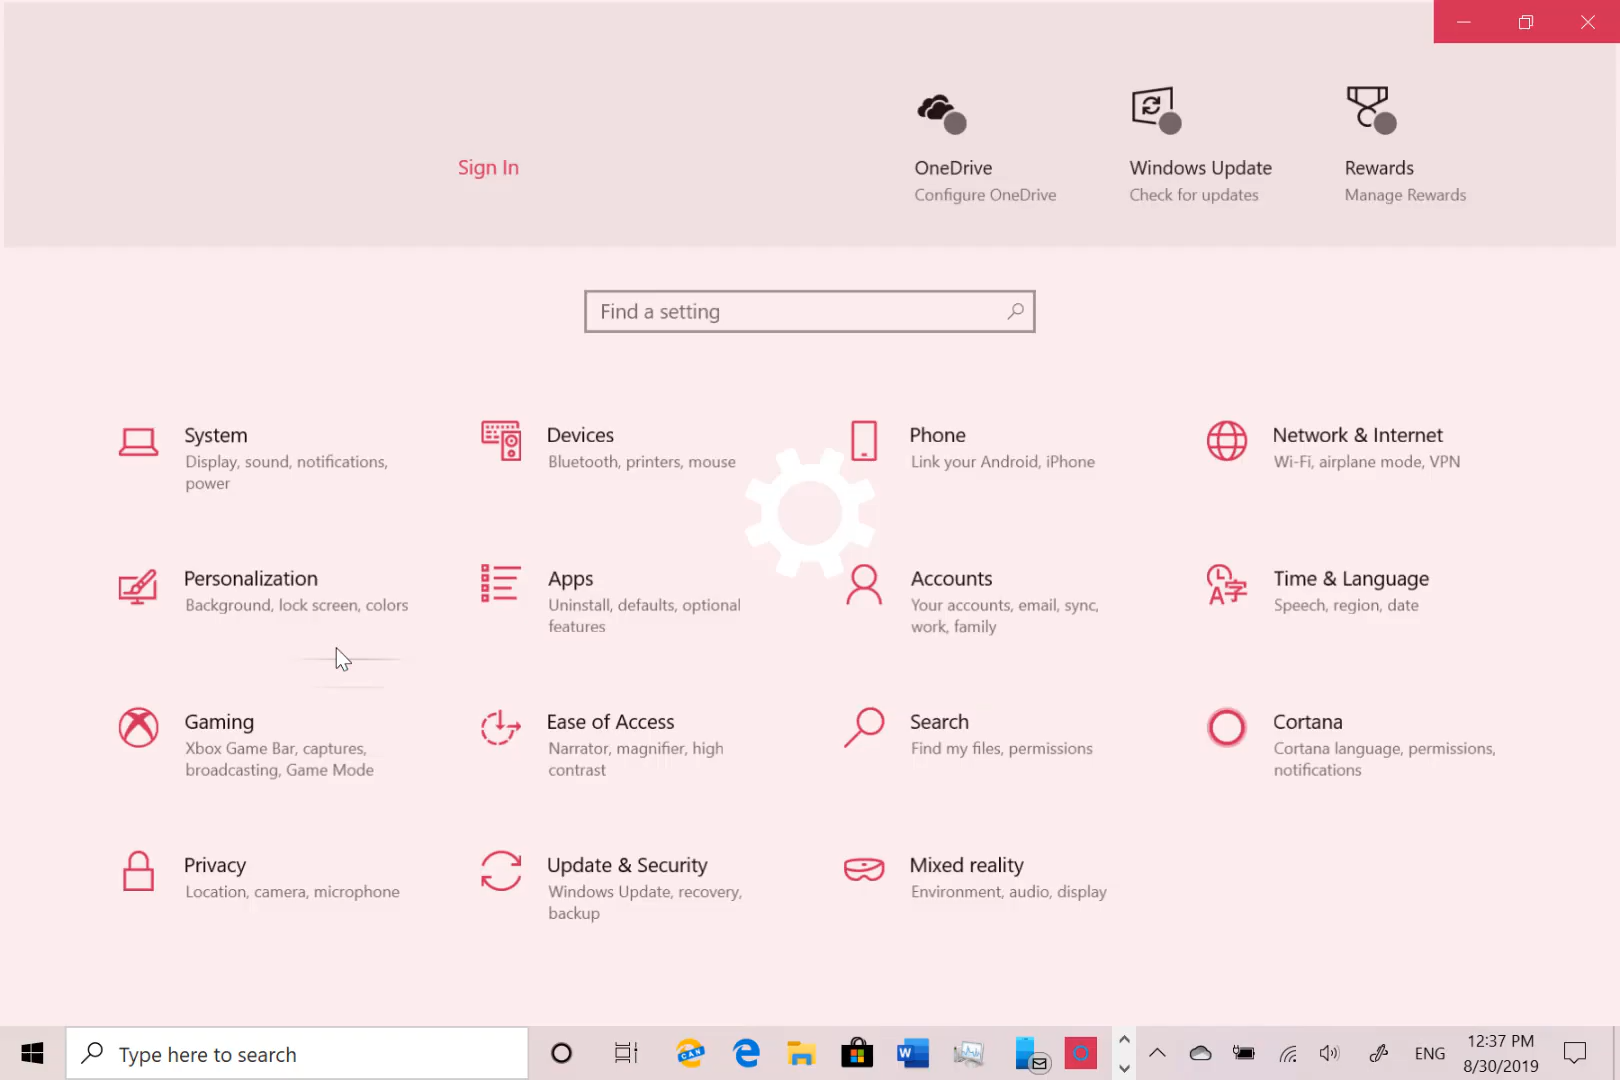 Sign In
OneDrive
Configure OneDrive
Windows Update
Check for updates
Rewards
Manage Rewards
Find a setting
System
Display, sound, notifications,
power
Devices
Bluetooth, printers, mouse
Phone
Link your Android, iPhone
Network & Internet
Wi-Fi, airplane mode, VPN
Personalization
Background, lock screen, colors
Apps
Uninstall, defaults, optional
features
Accounts
Your accounts, email, sync,
work, family
Time & Language
Speech, region, date
Gaming
Xbox Game Bar, captures,
broadcasting, Game Mode
Ease of Access
Narrator, magnifier, high
contrast
Search
Find my files, permissions
Cortana
Cortana language, permissions,
notifications
Privacy
Location, camera, microphone
Update & Security
Windows Update, recovery,
backup
Mixed reality
Environment, audio, display
Type here to search
CAN
W
ENG
12:37 PM
8/30/2019